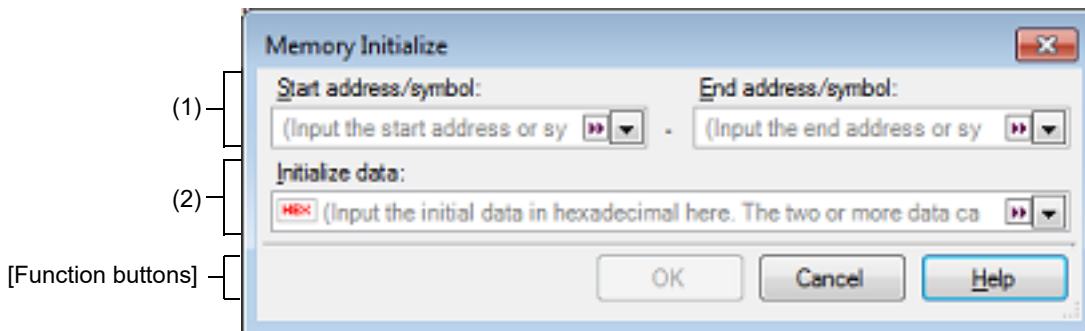 Memory Initialize
(1)
Start address/symbol: End address/symbol:
(Input the start address or sy - (Input the end address or sy
(2)
Initialize data:
HEX (Input the initial data in hexadecimal here. The two or more data ca
[Function buttons]
OK Cancel Help